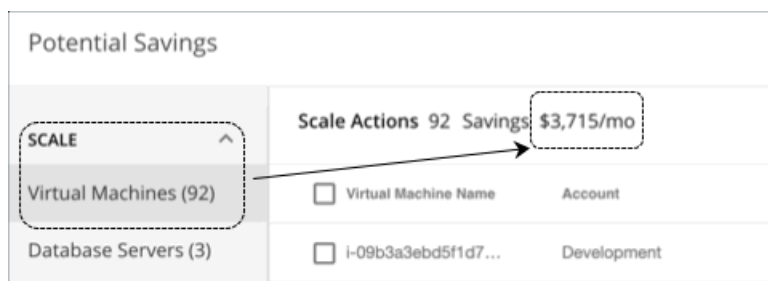 Potential Savings
SCALE
Virtual Machines (92)
Database Servers (3)
Scale Actions 92 Savings $3,715/mo
Virtual Machine Name Account
i-09b3a3ebd5f1d7... Development